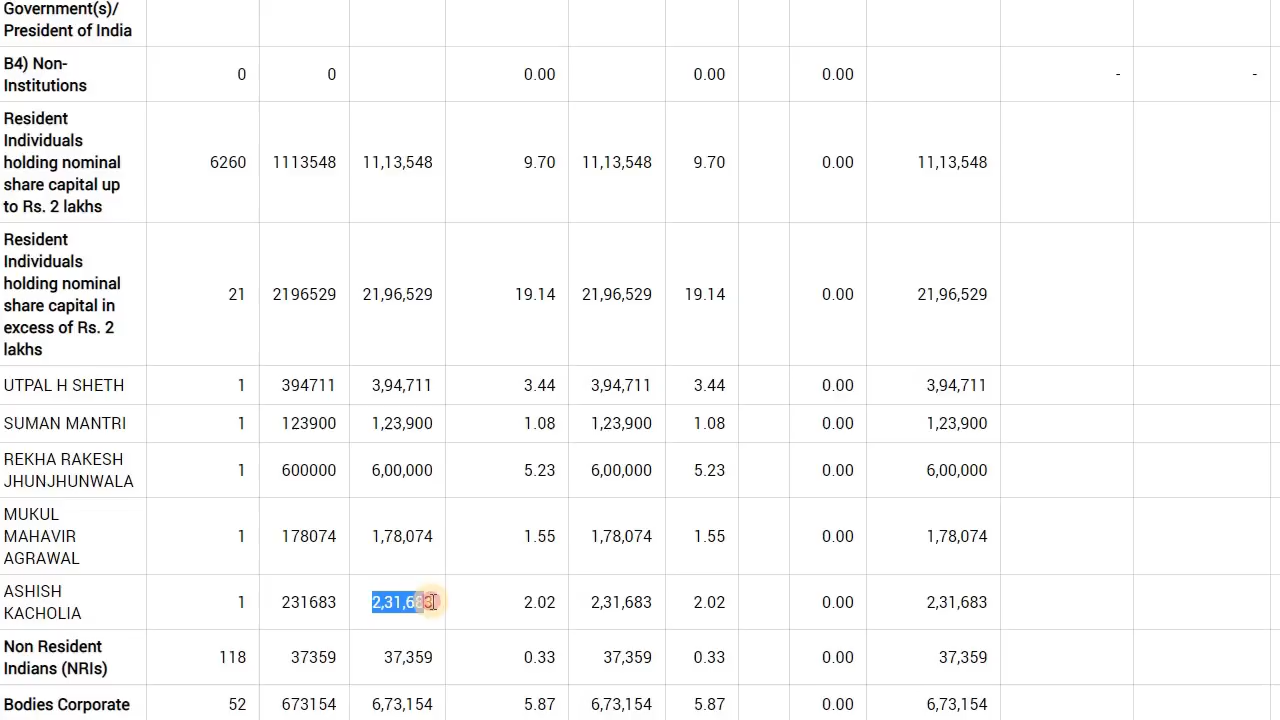 Government(s)/
President of India
B4) Non-
Institutions
0 0 0.00 0.00 0.00 - -
Resident
Individuals
holding nominal
share capital up
to Rs. 2 lakhs
6260 1113548 11,13,548 9.70 11,13,548 9.70 0.00 11,13,548
Resident
Individuals
holding nominal
share capital in
excess of Rs. 2
lakhs
21 2196529 21,96,529 19.14 21,96,529 19.14 0.00 21,96,529
UTPAL H SHETH 1 394711 3,94,711 3.44 3,94,711 3.44 0.00 3,94,711
SUMAN MANTRI 1 123900 1,23,900 1.08 1,23,900 1.08 0.00 1,23,900
REKHA RAKESH
JHUNJHUNWALA
1 600000 6,00,000 5.23 6,00,000 5.23 0.00 6,00,000
MUKUL
MAHAVIR
AGRAWAL
1 178074 1,78,074 1.55 1,78,074 1.55 0.00 1,78,074
ASHISH
KACHOLIA
1 231683 2,31,683 2.02 2,31,683 2.02 0.00 2,31,683
Non Resident
Indians (NRIs)
118 37359 37,359 0.33 37,359 0.33 0.00 37,359
Bodies Corporate 52 673154 6,73,154 5.87 6,73,154 5.87 0.00 6,73,154